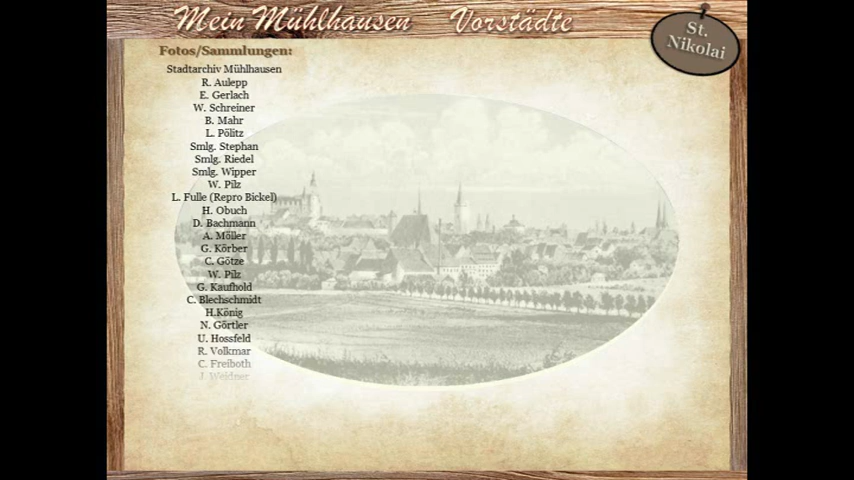 Mein Mühlhausen Vorstädte
St.
Nikolai
Fotos/Sammlungen:
Stadtarchiv Mühlhausen
R. Aulepp
E. Gerlach
W. Schreiner
B. Mahr
L. Pölitz
Smlg. Stephan
Smlg. Riedel
Smlg. Wipper
W. Pilz
L. Fulle (Repro Bickel)
H. Obuch
D. Bachmann
A. Möller
G. Körber
C. Götze
W. Pilz
G. Kaufhold
C. Blechschmidt
H.König
N. Görtler
U. Hossfeld
R. Volkmar
C. Freiboth
J. Weidner